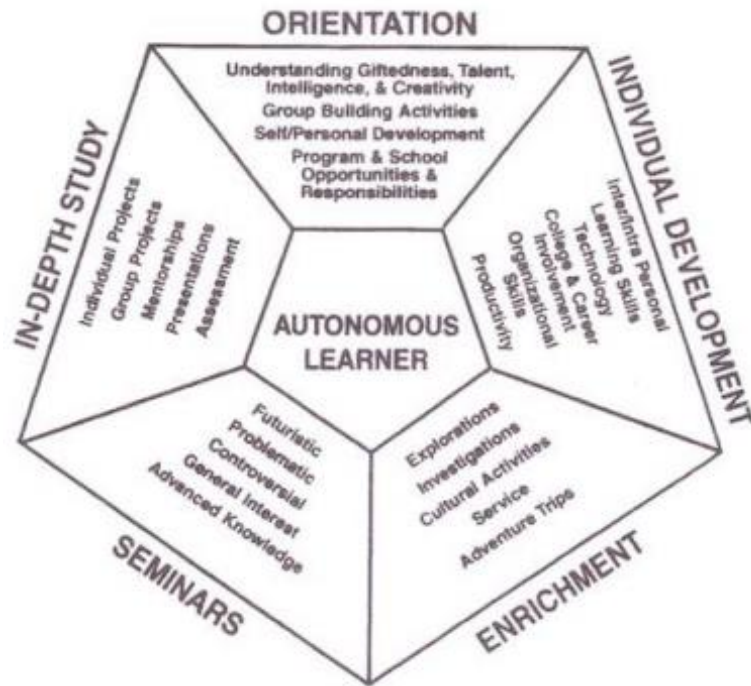 ORIENTATION
Understanding Giftedness, Talent,
Intelligence, & Creativity
Group Building Activities
Self/Personal Development
Program & School
Opportunities &
Responsibilities
INDIVIDUAL DEVELOPMENT
Inter/Intra Personal
Learning Skills
Technology
College & Career
Involvement
Organizational
Skills
Productivity
ENRICHMENT
Explorations
Investigations
Cultural Activities
Service
Adventure Trips
SEMINARS
Futuristic
Problematic
Controversial
General Interest
Advanced Knowledge
IN-DEPTH STUDY
Individual Projects
Group Projects
Mentorships
Presentations
Assessment
AUTONOMOUS
LEARNER